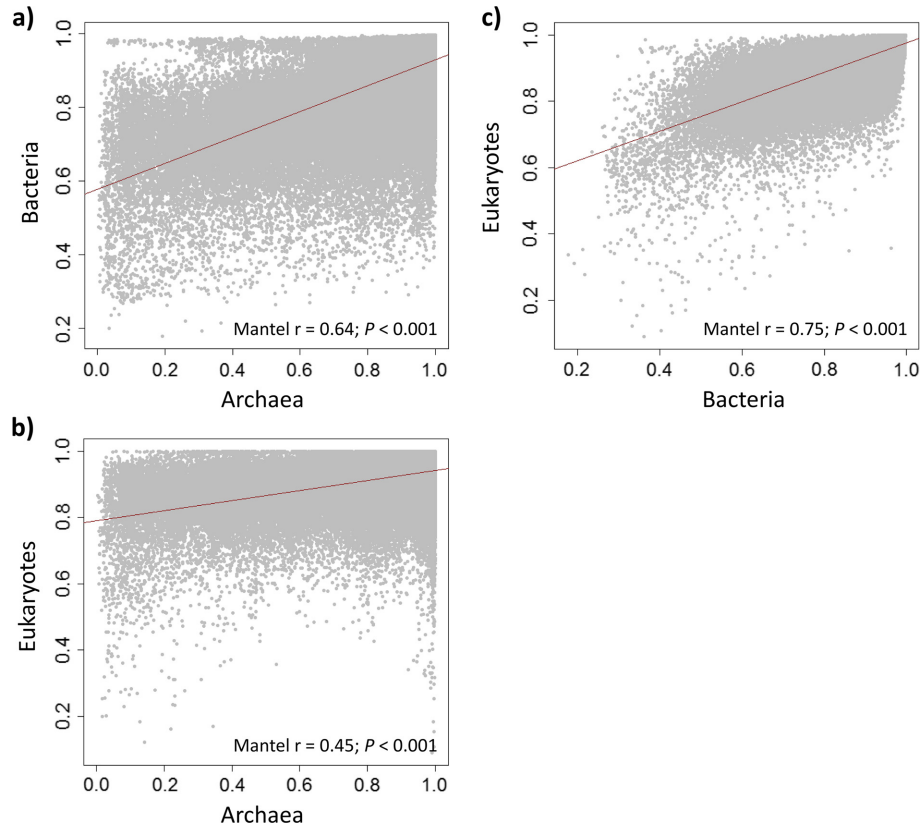 a)
1.0
0.8
0.6
0.4
0.2
Bacteria
Mantel r = 0.64; P < 0.001
0.0 0.2 0.4 0.6 0.8 1.0
Archaea
c)
1.0
0.8
0.6
0.4
0.2
Eukaryotes
Mantel r = 0.75; P < 0.001
0.2 0.4 0.6 0.8 1.0
Bacteria
b)
1.0
0.8
0.6
0.4
0.2
Eukaryotes
Mantel r = 0.45; P < 0.001
0.0 0.2 0.4 0.6 0.8 1.0
Archaea